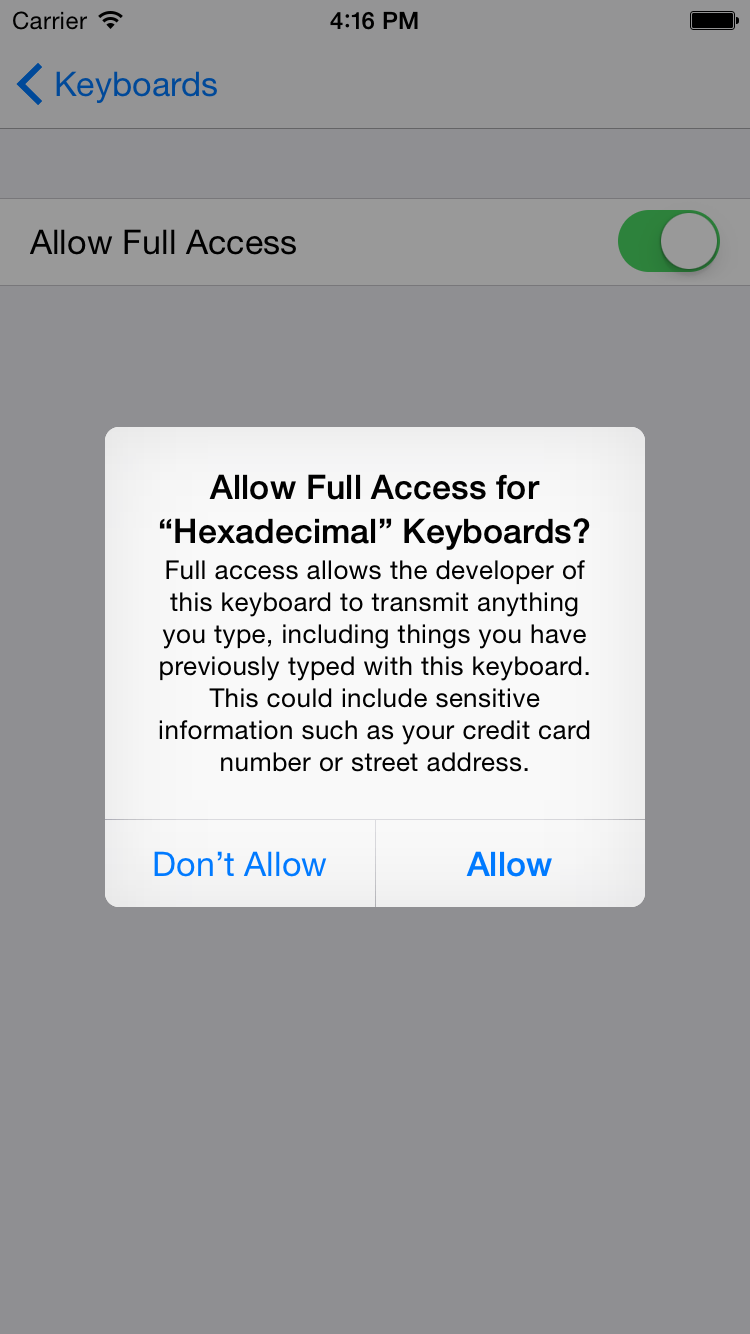 Carrier 4:16 PM
Keyboards
Allow Full Access
Allow Full Access for
“Hexadecimal” Keyboards?
Full access allows the developer of
this keyboard to transmit anything
you type, including things you have
previously typed with this keyboard.
This could include sensitive
information such as your credit card
number or street address.
Don’t Allow Allow